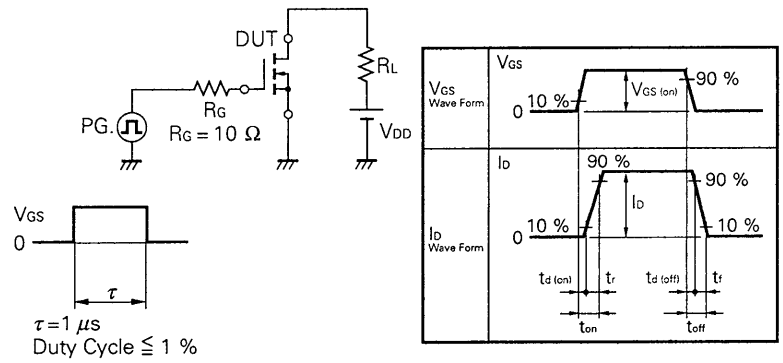 DUT
RL
RG
PG.
RG = 10 Ω
VDD
VGS
0
τ
τ = 1 μs
Duty Cycle ≦ 1 %
VGS
Wave Form
VGS
10 %
0
VGS (on)
90 %
ID
Wave Form
ID
90 %
10 %
0
ID
90 %
10 %
td (on)
tr
td (off)
tf
ton
toff